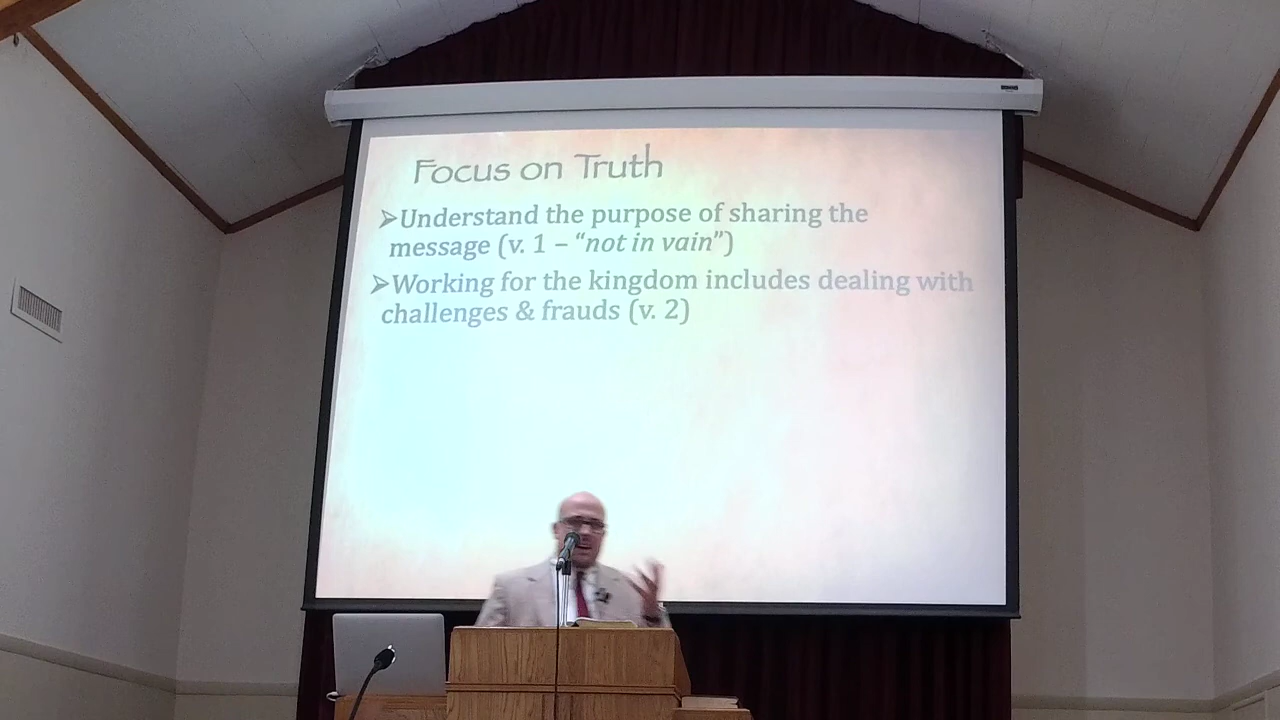 Focus on Truth
➢Understand the purpose of sharing the
message (v. 1 – “not in vain”)
➢Working for the kingdom includes dealing with
challenges & frauds (v. 2)